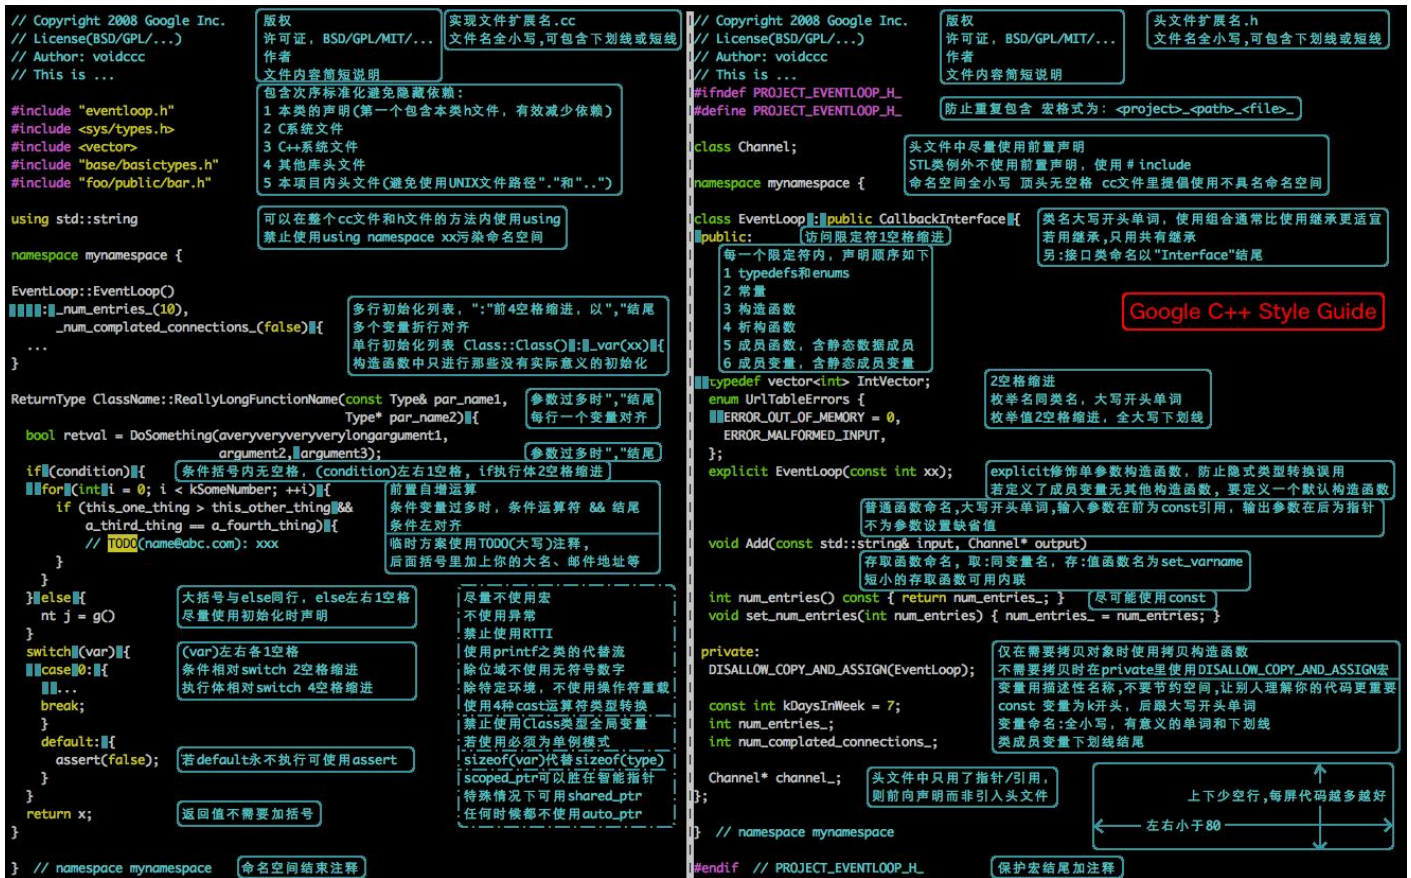 // Copyright 2008 Google Inc.
// License(BSD/GPL/...)
// Author: voidccc
// This is ...
版权
许可证, BSD/GPL/MIT/...
作者
文件内容简短说明
实现文件扩展名.cc
文件名全小写,可包含下划线或短线
#include "eventloop.h"
#include <sys/types.h>
#include <vector>
#include "base/basictypes.h"
#include "foo/public/bar.h"
包含次序标准化避免隐藏依赖:
1 本类的声明(第一个包含本类h文件, 有效减少依赖)
2 C系统文件
3 C++系统文件
4 其他库头文件
5 本项目内头文件(避免使用UNIX文件路径"."和"..")
using std::string
可以在整个cc文件和h文件的方法内使用using
禁止使用using namespace xx污染命名空间
namespace mynamespace {
EventLoop::EventLoop()
: _num_entries_(10),
_num_complated_connections_(false) {
...
}
多行初始化列表, ":"前4空格缩进, 以","结尾
多个变量折行对齐
单行初始化列表 Class::Class() : _var(xx) {
构造函数中只进行那些没有实际意义的初始化
ReturnType ClassName::ReallyLongFunctionName(const Type& par_name1,
Type* par_name2) {
参数过多时","结尾
每行一个变量对齐
bool retval = DoSomething(averyveryveryverylongargument1,
argument2, argument3);
参数过多时","结尾
if (condition) {
条件括号内无空格, (condition)左右1空格, if执行体2空格缩进
for (int i = 0; i < kSomeNumber; ++i) {
if (this_one_thing > this_other_thing &&
a_third_thing == a_fourth_thing) {
// TODO(name@abc.com): xxx
}
}
前置自增运算
条件变量过多时, 条件运算符 && 结尾
条件左对齐
临时方案使用TODO(大写)注释,
后面括号里加上你的大名、邮件地址等
} else {
nt j = g()
}
大括号与else同行, else左右1空格
尽量使用初始化时声明
switch (var) {
case 0: {
...
break;
}
default: {
assert(false);
}
}
return x;
}
(var)左右各1空格
条件相对switch 2空格缩进
执行体相对switch 4空格缩进
若default永不执行可使用assert
返回值不需要加括号
尽量不使用宏
不使用异常
禁止使用RTTI
使用printf之类的代替流
除位域不使用无符号数字
除特定环境, 不使用操作符重载
使用4种cast运算符类型转换
禁止使用Class类型全局变量
若使用必须为单例模式
sizeof(var)代替sizeof(type)
scoped_ptr可以胜任智能指针
特殊情况下可用shared_ptr
任何时候都不使用auto_ptr
} // namespace mynamespace
命名空间结束注释
// Copyright 2008 Google Inc.
// License(BSD/GPL/...)
// Author: voidccc
// This is ...
版权
许可证, BSD/GPL/MIT/...
作者
文件内容简短说明
头文件扩展名.h
文件名全小写,可包含下划线或短线
#ifndef PROJECT_EVENTLOOP_H_
#define PROJECT_EVENTLOOP_H_
防止重复包含 宏格式为: <project>_<path>_<file>_
class Channel;
头文件中尽量使用前置声明
STL类例外不使用前置声明, 使用#include
namespace mynamespace {
命名空间全小写 顶头无空格 cc文件里提倡使用不具名命名空间
class EventLoop : public CallbackInterface {
public:
访问限定符1空格缩进
类名大写开头单词, 使用组合通常比使用继承更适宜
若用继承,只用共有继承
另:接口类命名以"Interface"结尾
每一个限定符内, 声明顺序如下
1 typedefs和enums
2 常量
3 构造函数
4 析构函数
5 成员函数, 含静态数据成员
6 成员变量, 含静态成员变量
Google C++ Style Guide
typedef vector<int> IntVector;
enum UrlTableErrors {
ERROR_OUT_OF_MEMORY = 0,
ERROR_MALFORMED_INPUT,
};
2空格缩进
枚举名同类名, 大写开头单词
枚举值2空格缩进, 全大写下划线
explicit EventLoop(const int xx);
explicit修饰单参数构造函数, 防止隐式类型转换误用
若定义了成员变量无其他构造函数, 要定义一个默认构造函数
普通函数命名,大写开头单词,输入参数在前为const引用, 输出参数在后为指针
不为参数设置缺省值
void Add(const std::string& input, Channel* output)
存取函数命名, 取:同变量名, 存:值函数名为set_varname
短小的存取函数可用内联
int num_entries() const { return num_entries_; }
尽可能使用const
void set_num_entries(int num_entries) { num_entries_ = num_entries; }
private:
DISALLOW_COPY_AND_ASSIGN(EventLoop);
仅在需要拷贝对象时使用拷贝构造函数
不需要拷贝时在private里使用DISALLOW_COPY_AND_ASSIGN宏
const int kDaysInWeek = 7;
int num_entries_;
int num_complated_connections_;
变量用描述性名称,不要节约空间,让别人理解你的代码更重要
const 变量为k开头, 后跟大写开头单词
变量命名:全小写, 有意义的单词和下划线
类成员变量下划线结尾
Channel* channel_;
};
头文件中只用了指针/引用,
则前向声明而非引入头文件
上下少空行,每屏代码越多越好
左右小于80
} // namespace mynamespace
#endif // PROJECT_EVENTLOOP_H_
保护宏结尾加注释